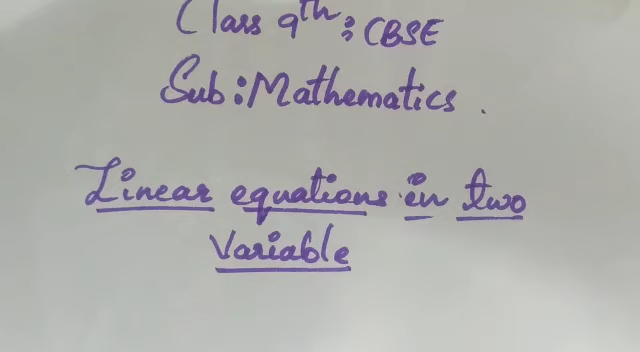 Class 9th: CBSE
Sub: Mathematics.
Linear equations in two
Variable